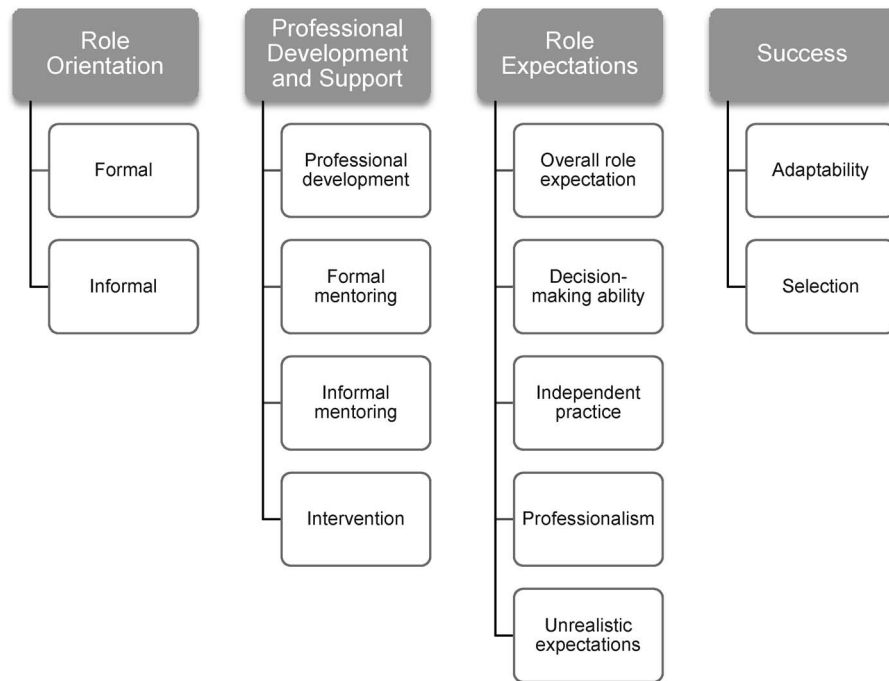 Role
Orientation
Formal
Informal
Professional
Development
and Support
Professional
development
Formal
mentoring
Informal
mentoring
Intervention
Role
Expectations
Overall role
expectation
Decision-
making ability
Independent
practice
Professionalism
Unrealistic
expectations
Success
Adaptability
Selection